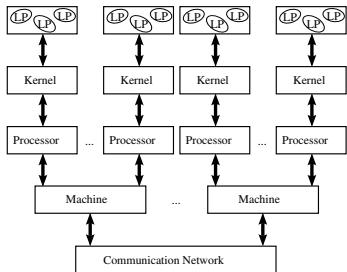 LP LP LP LP LP LP LP LP LP LP LP LP
Kernel Kernel Kernel Kernel
Processor ... Processor Processor ... Processor
Machine ... Machine
Communication Network